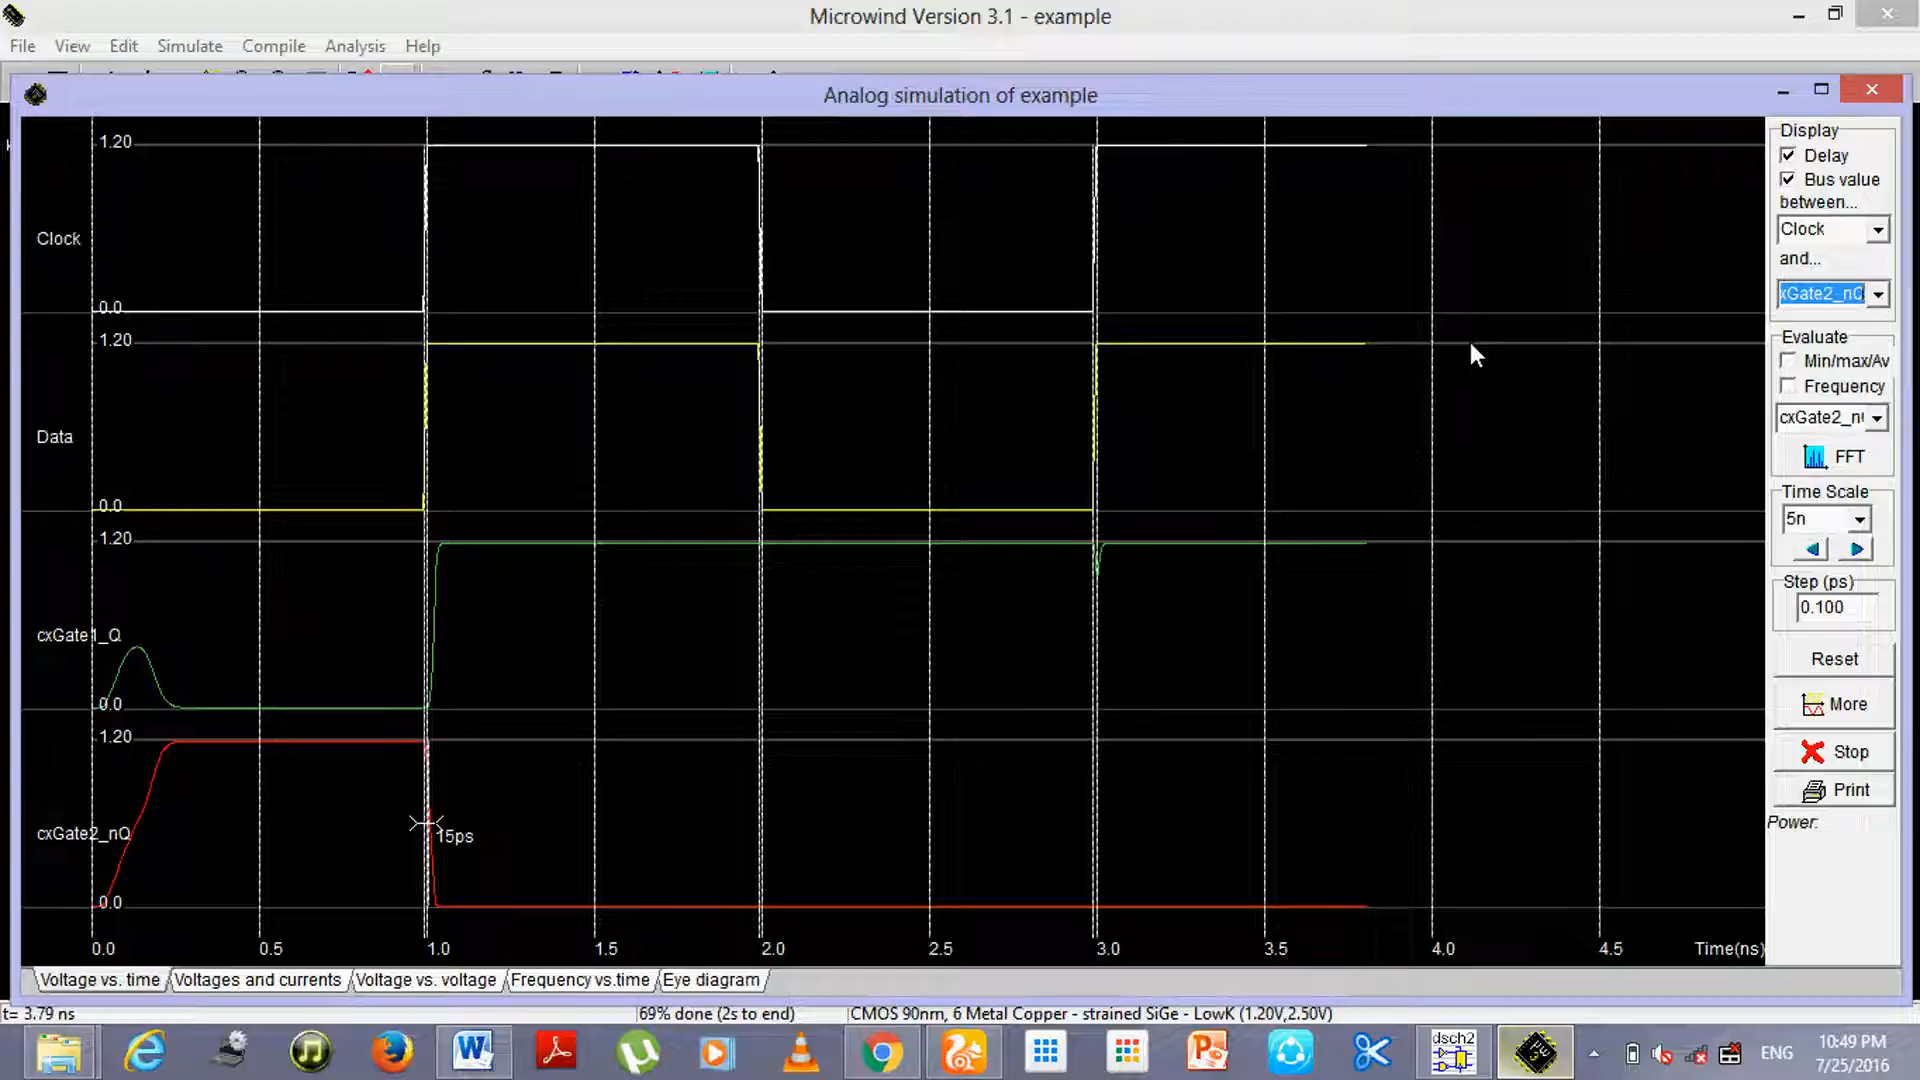 Microwind Version 3.1 - example
File View Edit Simulate Compile Analysis Help
Analog simulation of example
1.20
Clock
0.0
1.20
Data
0.0
1.20
cxGate1_Q
0.0
1.20
cxGate2_nQ
15ps
0.0
0.0 0.5 1.0 1.5 2.0 2.5 3.0 3.5 4.0 4.5 Time(ns)
Display
Delay
Bus value
between...
Clock
and...
xGate2_nQ
Evaluate
Min/max/Av
Frequency
cxGate2_n
FFT
Time Scale
5n
Step (ps)
0.100
Reset
More
Stop
Print
Power:
Voltage vs. time Voltages and currents Voltage vs. voltage Frequency vs.time Eye diagram
t= 3.79 ns 69% done (2s to end) CMOS 90nm, 6 Metal Copper - strained SiGe - LowK (1.20V,2.50V)
dsch2
ENG
10:49 PM
7/25/2016